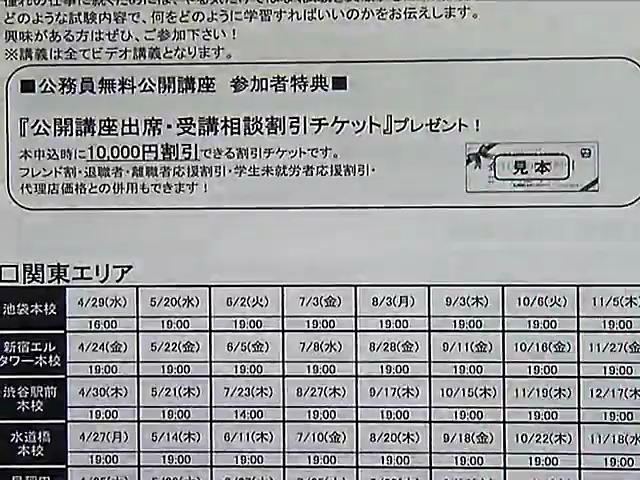 どのような試験内容で、何をどのように学習すればいいのかをお伝えします。
興味がある方はぜひ、ご参加下さい！
※講義は全てビデオ講義となります。
■公務員無料公開講座 参加者特典■
『公開講座出席・受講相談割引チケット』プレゼント！
本申込時に10,000円割引できる割引チケットです。
フレンド割・退職者・離職者応援割引・学生未就労者応援割引・
代理店価格との併用もできます！
見本
□関東エリア
池袋本校 4/29(水) 5/20(水) 6/2(火) 7/3(金) 8/3(月) 9/3(木) 10/6(火) 11/5(木)
16:00 19:00 19:00 19:00 19:00 19:00 19:00 19:00
新宿エルタワー本校 4/24(金) 5/22(金) 6/5(金) 7/8(水) 8/28(金) 9/11(金) 10/16(金) 11/27(金)
19:00 19:00 19:00 19:00 19:00 19:00 19:00 19:00
渋谷駅前本校 4/30(木) 5/21(木) 7/23(木) 8/27(木) 9/17(木) 10/15(木) 11/19(木) 12/17(木)
19:00 19:00 14:00 19:00 19:00 19:00 19:00 19:00
水道橋本校 4/27(月) 5/14(木) 6/11(木) 7/10(金) 8/20(木) 9/18(金) 10/22(木) 11/18(水)
19:00 19:00 19:00 19:00 19:00 19:00 19:00 19:00